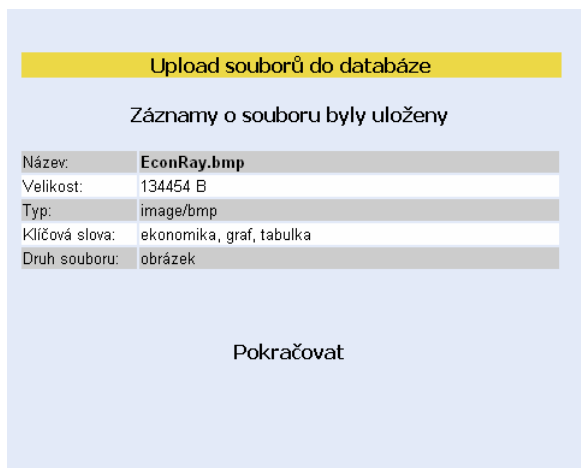 Upload souborů do databáze
Záznamy o souboru byly uloženy
Název: EconRay.bmp
Velikost: 134454 B
Typ: image/bmp
Klíčová slova: ekonomika, graf, tabulka
Druh souboru: obrázek
Pokračovat